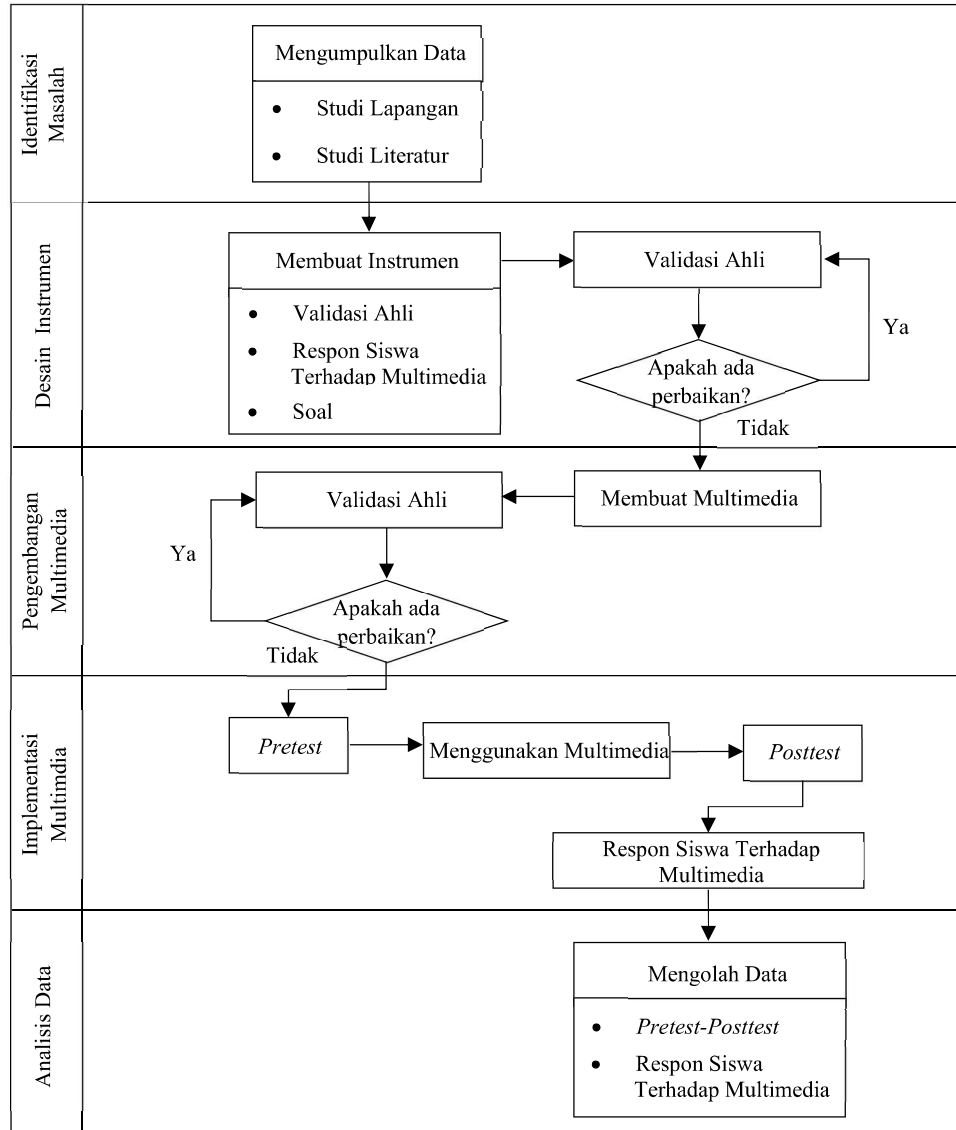 Identifikasi
Masalah
Mengumpulkan Data
• Studi Lapangan
• Studi Literatur
Desain Instrumen
Membuat Instrumen
• Validasi Ahli
• Respon Siswa
Terhadap Multimedia
• Soal
Validasi Ahli
Ya
Apakah ada
perbaikan?
Tidak
Pengembangan
Multimedia
Membuat Multimedia
Validasi Ahli
Ya
Apakah ada
perbaikan?
Tidak
Implementasi
Multimdia
Pretest
Menggunakan Multimedia
Posttest
Respon Siswa Terhadap
Multimedia
Analisis Data
Mengolah Data
• Pretest-Posttest
• Respon Siswa
Terhadap Multimedia